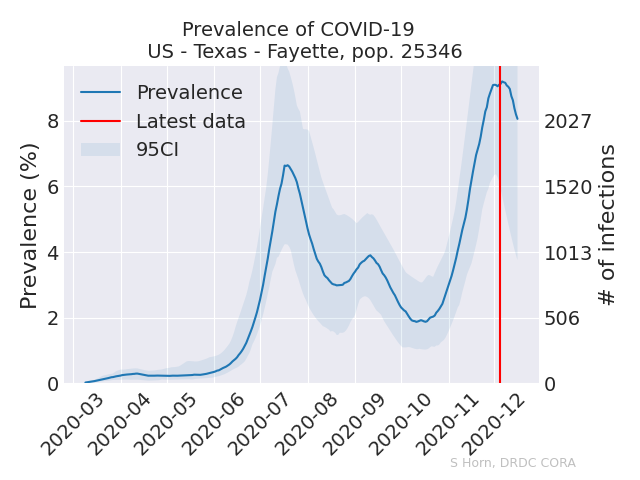 Prevalence of COVID-19
US - Texas - Fayette, pop. 25346
Prevalence
Latest data
95CI
Prevalence (%)
8
6
4
2
0
2027
1520
1013
506
0
# of infections
2020-03
2020-04
2020-05
2020-06
2020-07
2020-08
2020-09
2020-10
2020-11
2020-12
S Horn, DRDC CORA